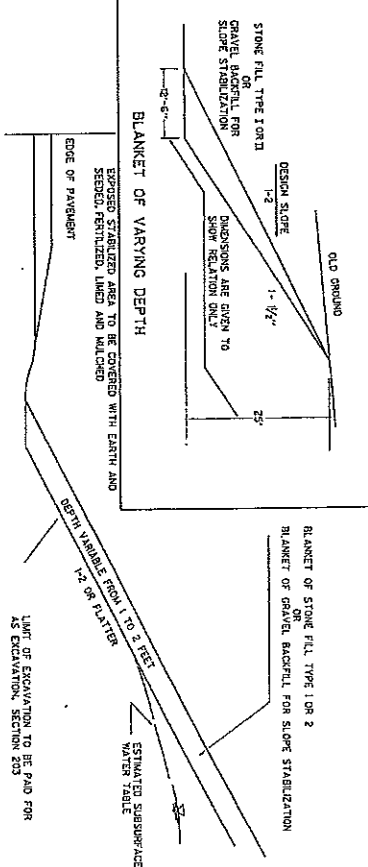 STONE FILL TYPE I OR II
OR
GRAVEL BACKFILL FOR
SLOPE STABILIZATION
DESIGN SLOPE
1-2
OLD GROUND
1- 1½"
12'-6"
DIMENSIONS ARE GIVEN TO
SHOW RELATION ONLY
25'
BLANKET OF VARYING DEPTH
BLANKET OF STONE FILL TYPE 1 OR 2
OR
BLANKET OF GRAVEL BACKFILL FOR SLOPE STABILIZATION
EXPOSED STABILIZED AREA TO BE COVERED WITH EARTH AND
SEEDED, FERTILIZED, LIMED AND MULCHED
EDGE OF PAVEMENT
DEPTH VARIABLE FROM 1 TO 2 FEET
1-2 OR FLATTER
ESTIMATED SUBSURFACE
WATER TABLE
LIMIT OF EXCAVATION TO BE PAID FOR
AS EXCAVATION, SECTION 203